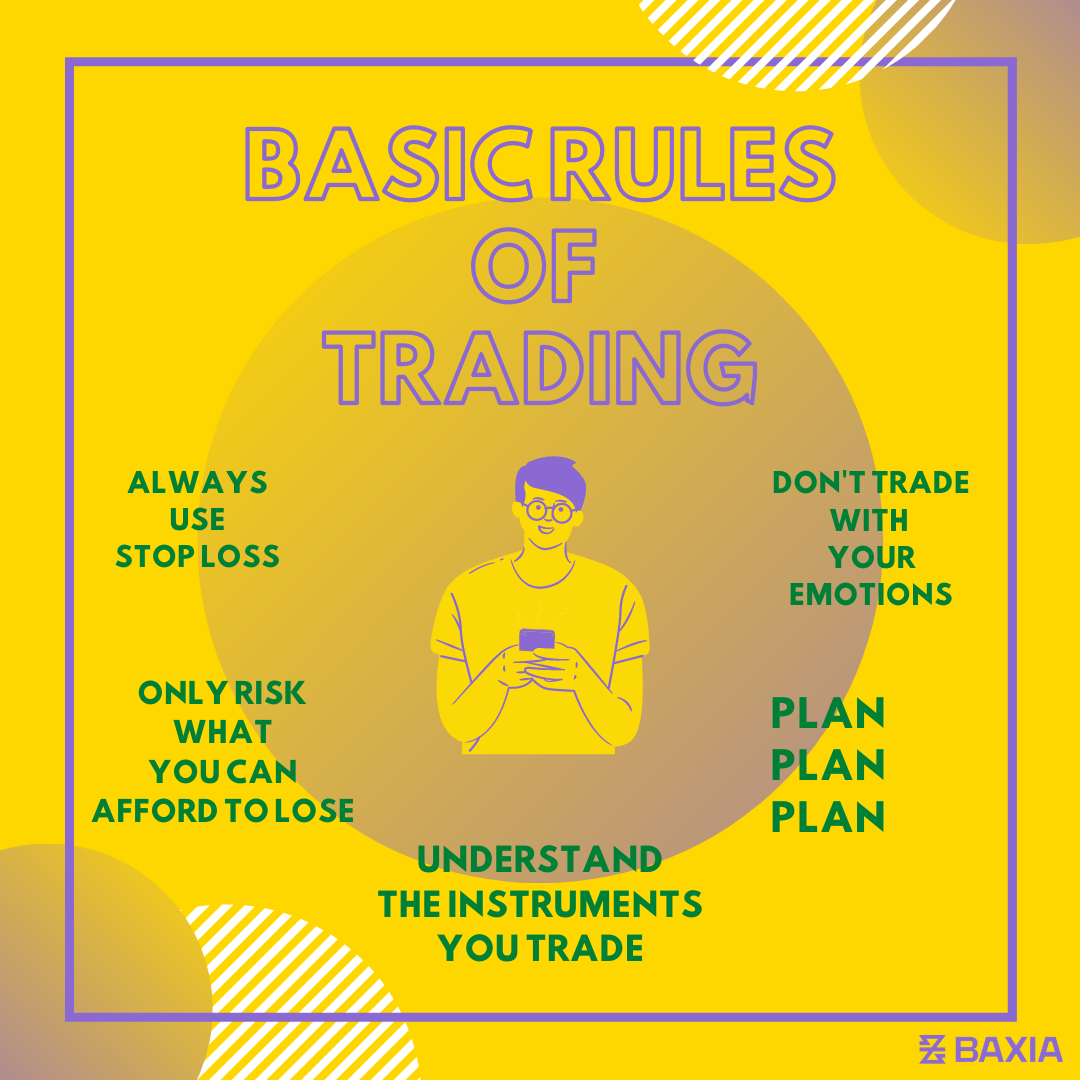 BASIC RULES
OF
TRADING
ALWAYS
USE
STOP LOSS
DON'T TRADE
WITH
YOUR
EMOTIONS
ONLY RISK
WHAT
YOU CAN
AFFORD TO LOSE
PLAN
PLAN
PLAN
UNDERSTAND
THE INSTRUMENTS
YOU TRADE
BAXIA